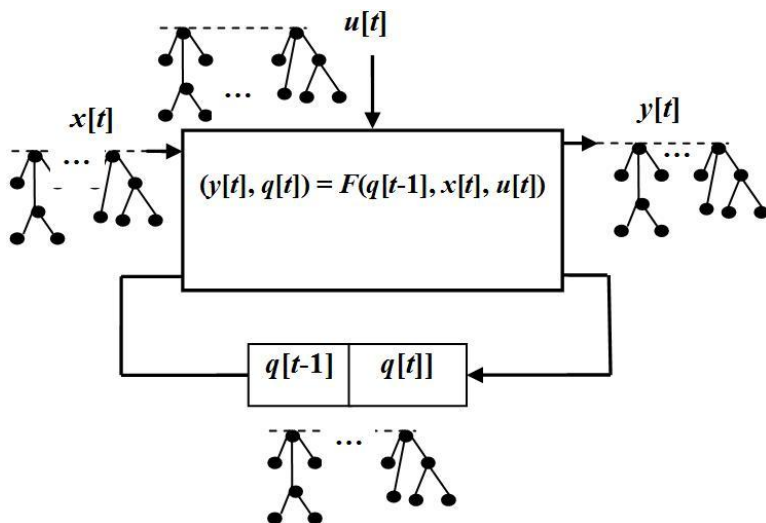 u[t]
...
x[t]
...
y[t]
...
(y[t], q[t]) = F(q[t-1], x[t], u[t])
q[t-1] q[t]]
...